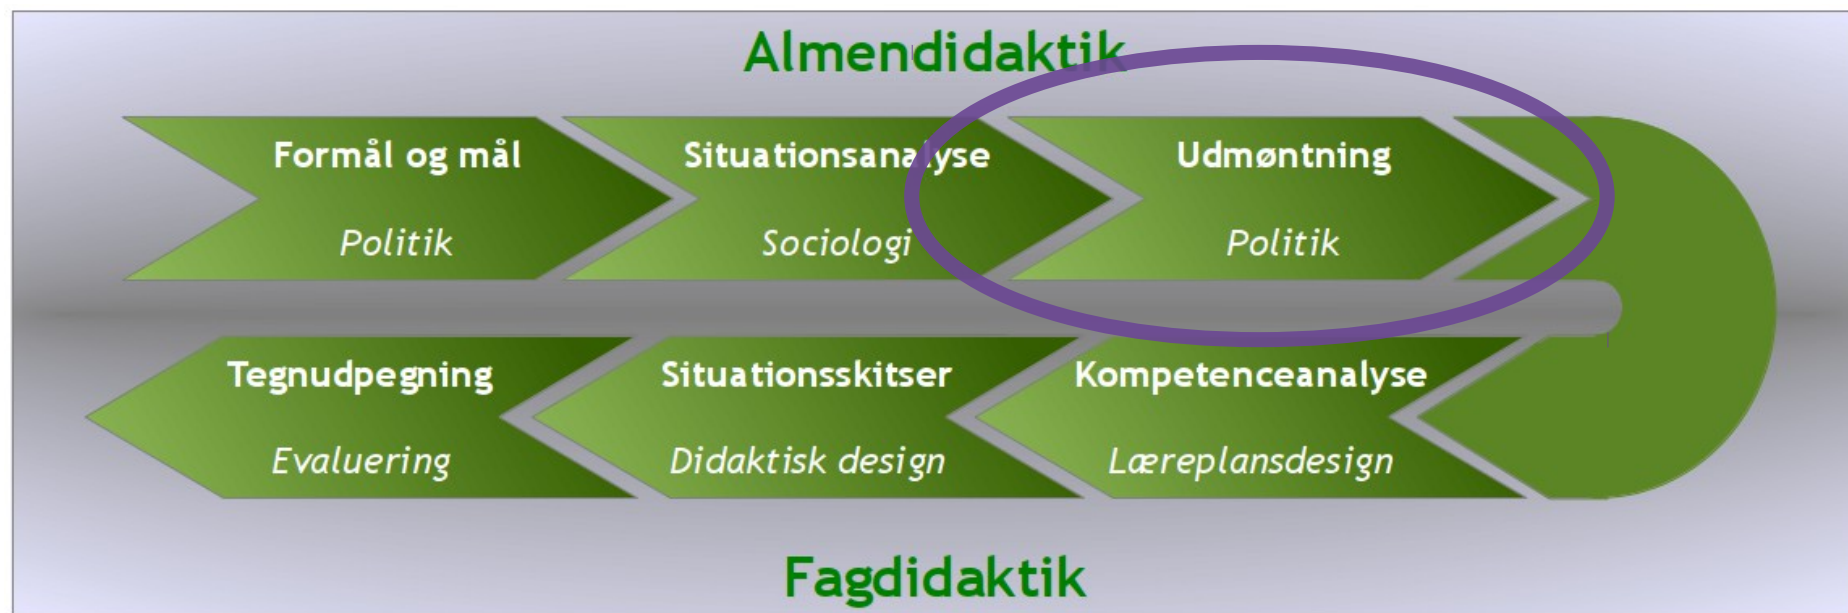 Almendidaktik
Formål og mål
Politik
Situationsanalyse
Sociologi
Udmøntning
Politik
Kompetenceanalyse
Læreplansdesign
Situationsskitser
Didaktisk design
Tegnudpegning
Evaluering
Fagdidaktik